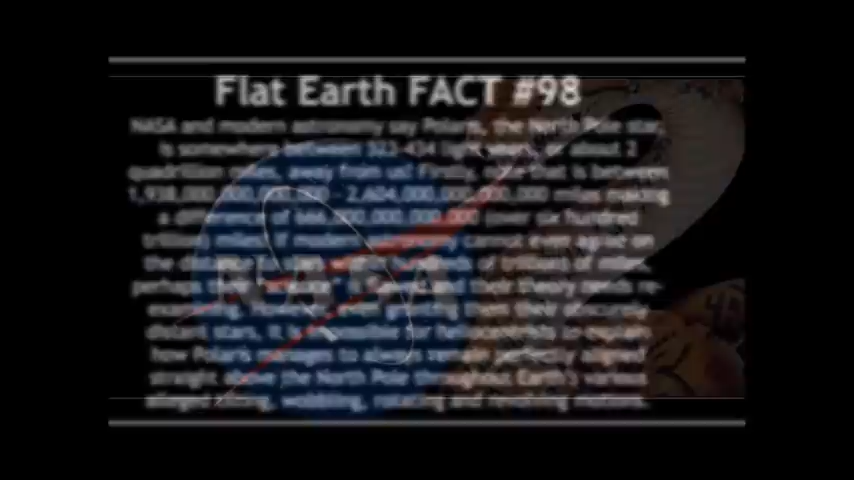 Flat Earth FACT #98
NASA and modern astronomy say Polaris, the North Pole star,
is somewhere between 323-434 light years, or about 2
quadrillion miles, away from us! Firstly, note that is between
1,938,000,000,000,000 - 2,604,000,000,000,000 miles making
a difference of 666,000,000,000,000 (over six hundred
trillion) miles! If modern astronomy cannot even agree on
the distance to stars within hundreds of trillions of miles,
perhaps their "science" is flawed and their theory needs re-
examining. However, even granting them their obscurely
distant stars, it is impossible for heliocentrists to explain
how Polaris manages to always remain perfectly aligned
straight above the North Pole throughout Earth's various
alleged tilting, wobbling, rotating and revolving motions.
NASA